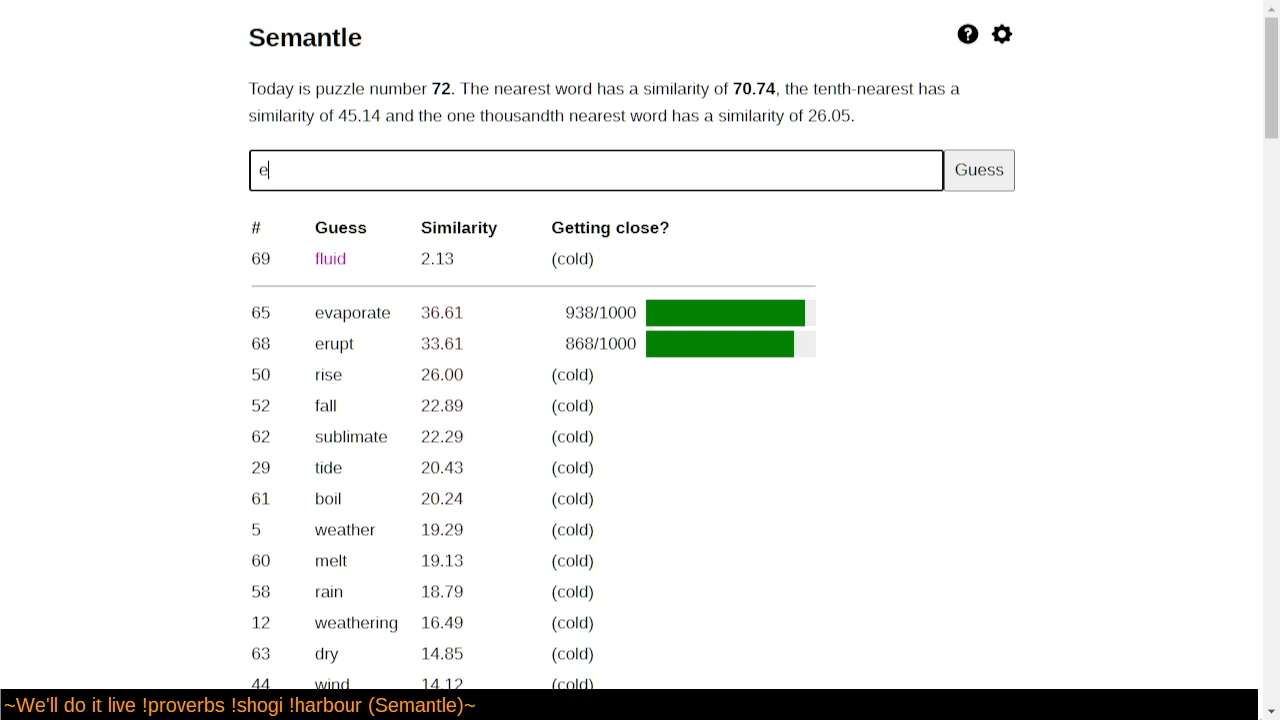 Semantle
Today is puzzle number 72. The nearest word has a similarity of 70.74, the tenth-nearest has a
similarity of 45.14 and the one thousandth nearest word has a similarity of 26.05.
e
Guess
# Guess Similarity Getting close?
69 fluid 2.13 (cold)
65 evaporate 36.61 938/1000
68 erupt 33.61 868/1000
50 rise 26.00 (cold)
52 fall 22.89 (cold)
62 sublimate 22.29 (cold)
29 tide 20.43 (cold)
61 boil 20.24 (cold)
5 weather 19.29 (cold)
60 melt 19.13 (cold)
58 rain 18.79 (cold)
12 weathering 16.49 (cold)
63 dry 14.85 (cold)
44 wind 14.12 (cold)
~We'll do it live !proverbs !shogi !harbour (Semantle)~